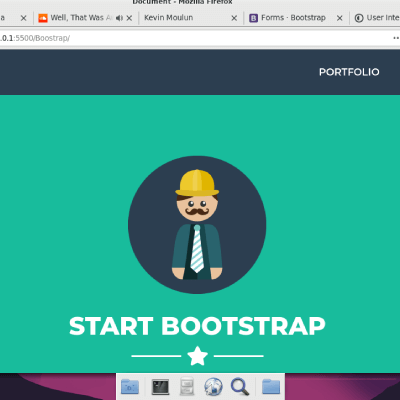 Document - Mozilla Firefox
a
Well, That Was A
Kevin Moulun
Forms · Bootstrap
User Inte
.0.1:5500/Boostrap/
PORTFOLIO
START BOOTSTRAP